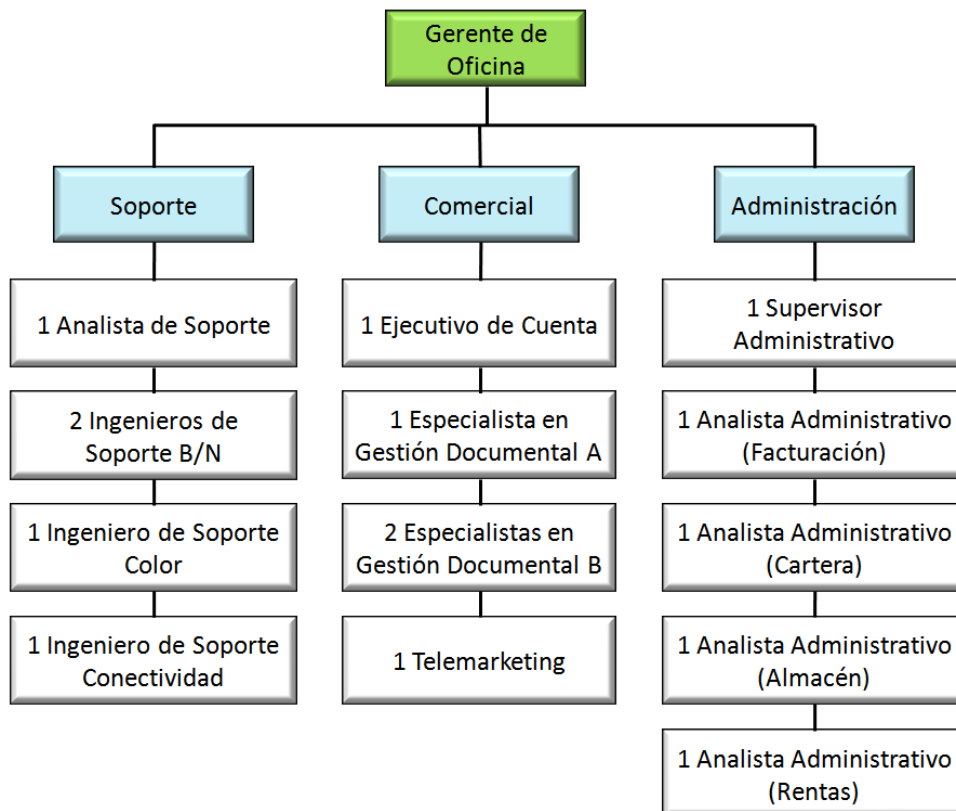 Gerente de
Oficina
Soporte
Comercial
Administración
1 Analista de Soporte
2 Ingenieros de
Soporte B/N
1 Ingeniero de Soporte
Color
1 Ingeniero de Soporte
Conectividad
1 Ejecutivo de Cuenta
1 Especialista en
Gestión Documental A
2 Especialistas en
Gestión Documental B
1 Telemarketing
1 Supervisor
Administrativo
1 Analista Administrativo
(Facturación)
1 Analista Administrativo
(Cartera)
1 Analista Administrativo
(Almacén)
1 Analista Administrativo
(Rentas)